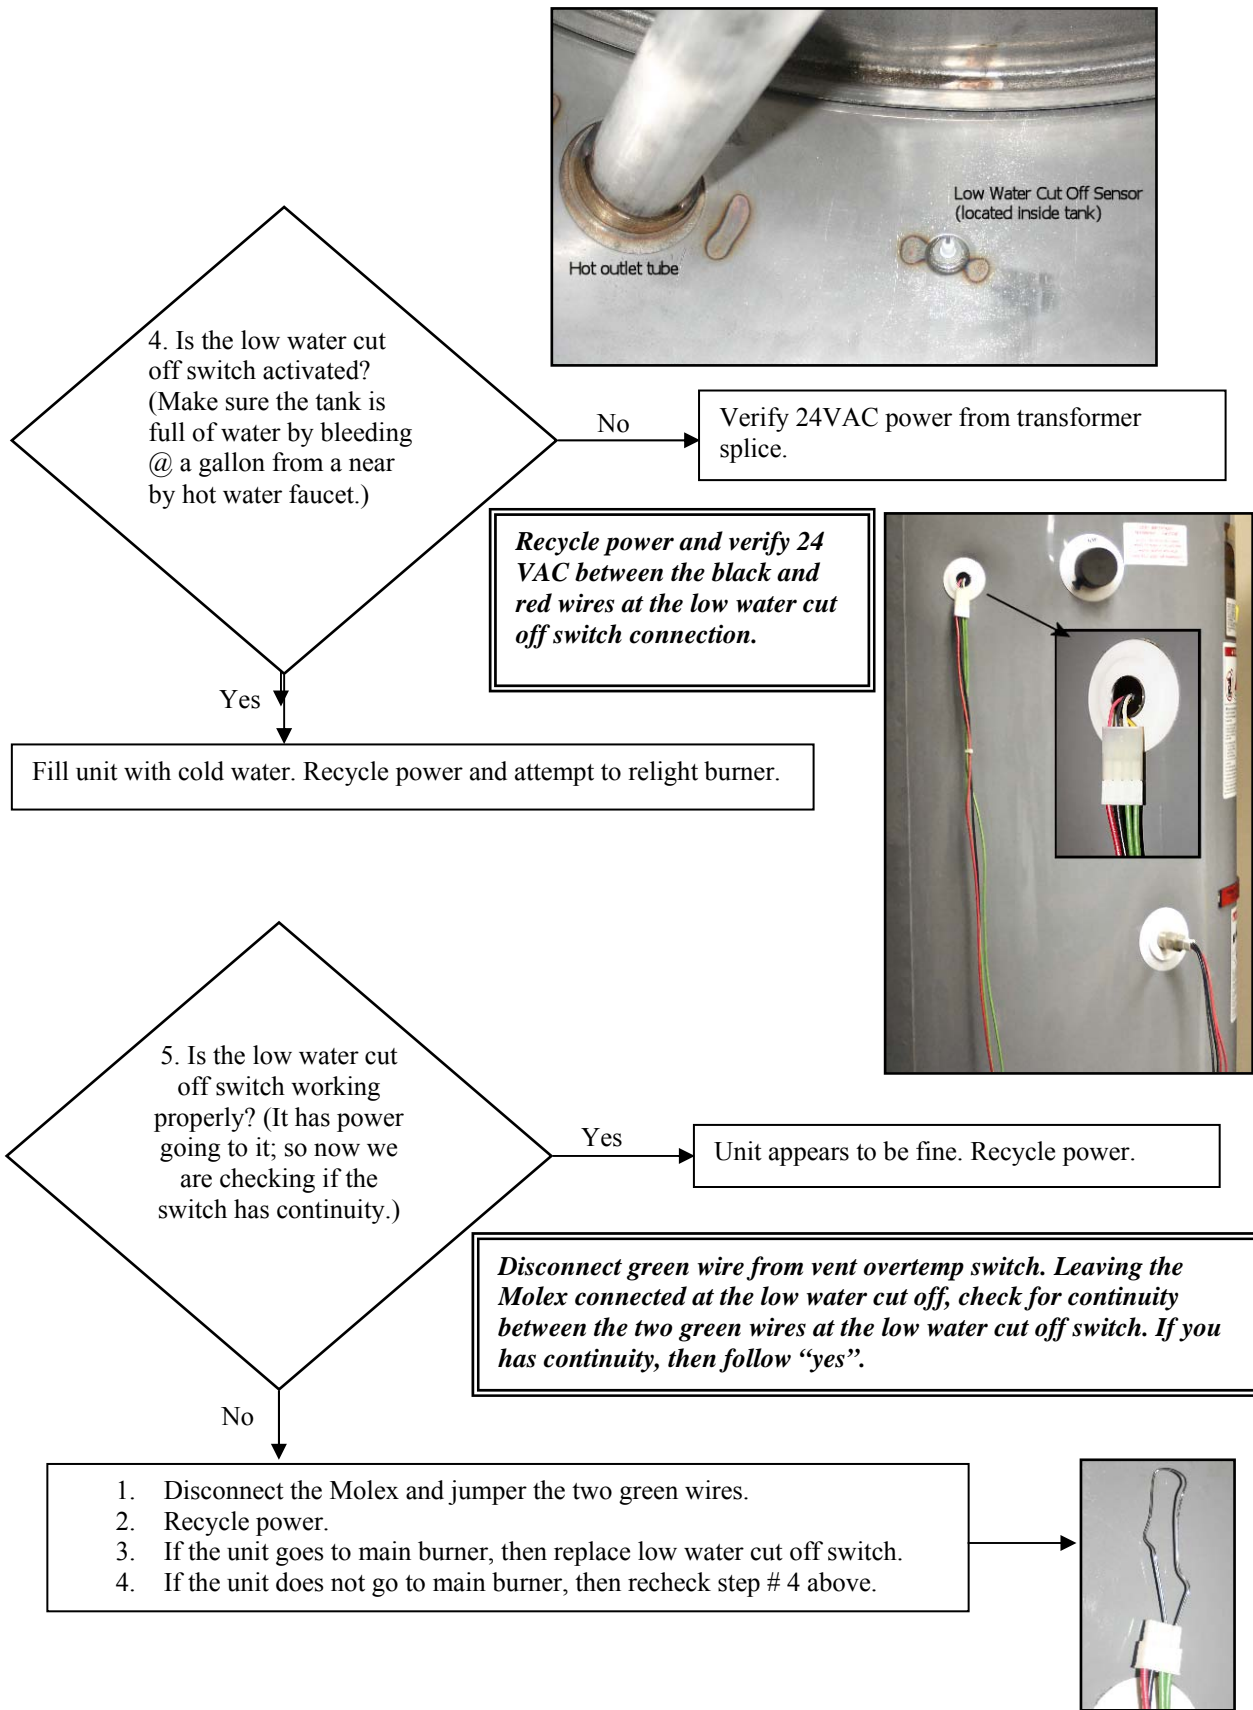 Low Water Cut Off Sensor
(located inside tank)
Hot outlet tube
4. Is the low water cut
off switch activated?
(Make sure the tank is
full of water by bleeding
@ a gallon from a near
by hot water faucet.)
No
Verify 24VAC power from transformer
splice.
Recycle power and verify 24
VAC between the black and
red wires at the low water cut
off switch connection.
Yes
Fill unit with cold water. Recycle power and attempt to relight burner.
5. Is the low water cut
off switch working
properly? (It has power
going to it; so now we
are checking if the
switch has continuity.)
Yes
Unit appears to be fine. Recycle power.
Disconnect green wire from vent overtemp switch. Leaving the
Molex connected at the low water cut off, check for continuity
between the two green wires at the low water cut off switch. If you
has continuity, then follow “yes”.
No
1. Disconnect the Molex and jumper the two green wires.
2. Recycle power.
3. If the unit goes to main burner, then replace low water cut off switch.
4. If the unit does not go to main burner, then recheck step # 4 above.